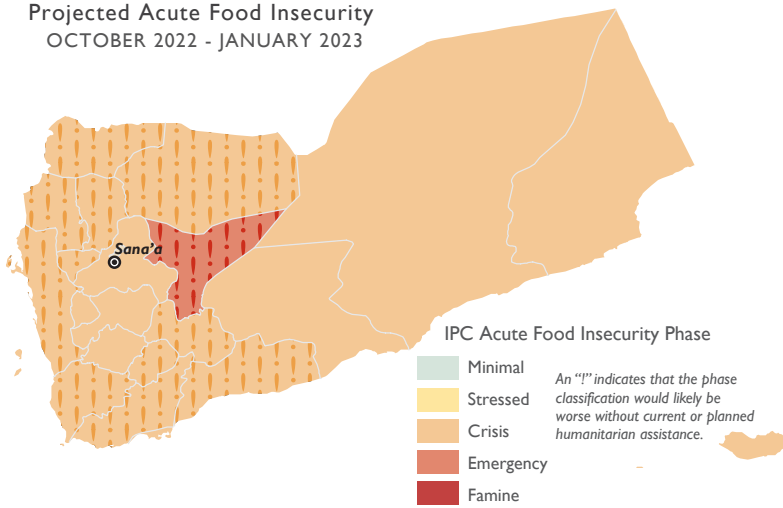 Projected Acute Food Insecurity
OCTOBER 2022 - JANUARY 2023
Sana’a
IPC Acute Food Insecurity Phase
Minimal
Stressed
Crisis
Emergency
Famine
An “!” indicates that the phase
classification would likely be
worse without current or planned
humanitarian assistance.